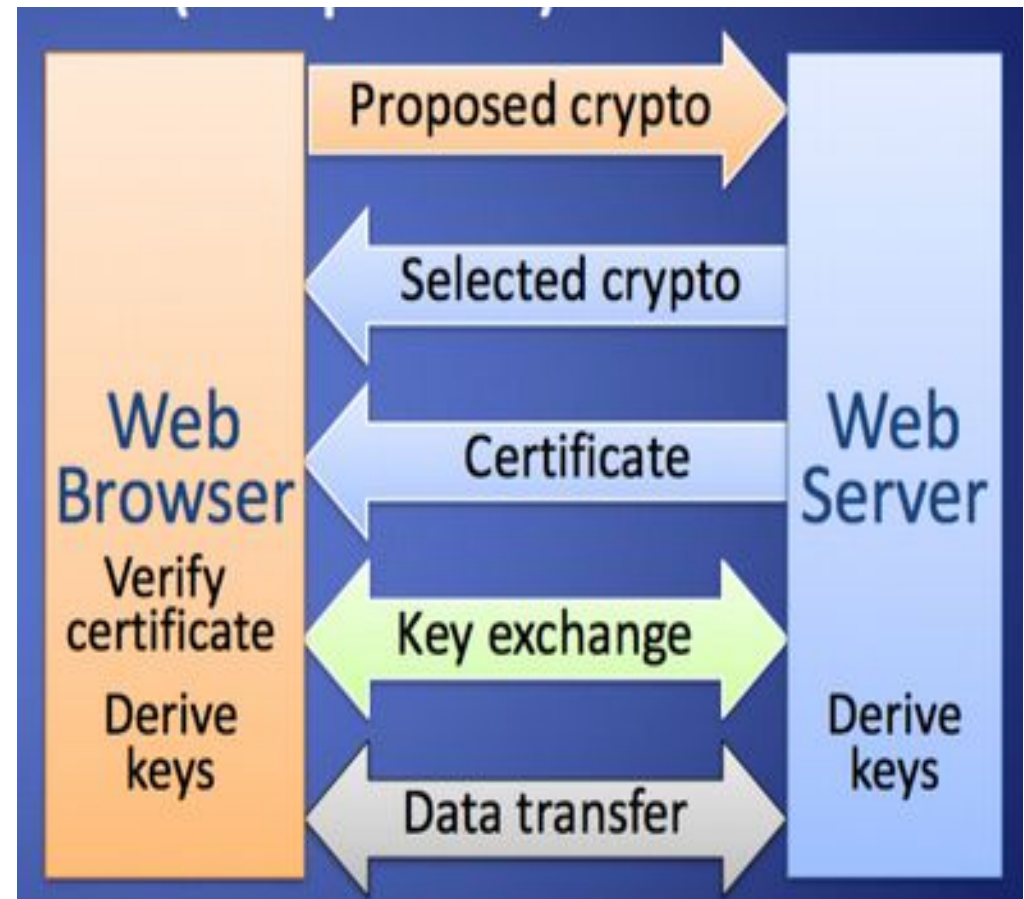 Proposed crypto
Selected crypto
Certificate
Key exchange
Data transfer
Web
Browser
Verify
certificate
Derive
keys
Web
Server
Derive
keys